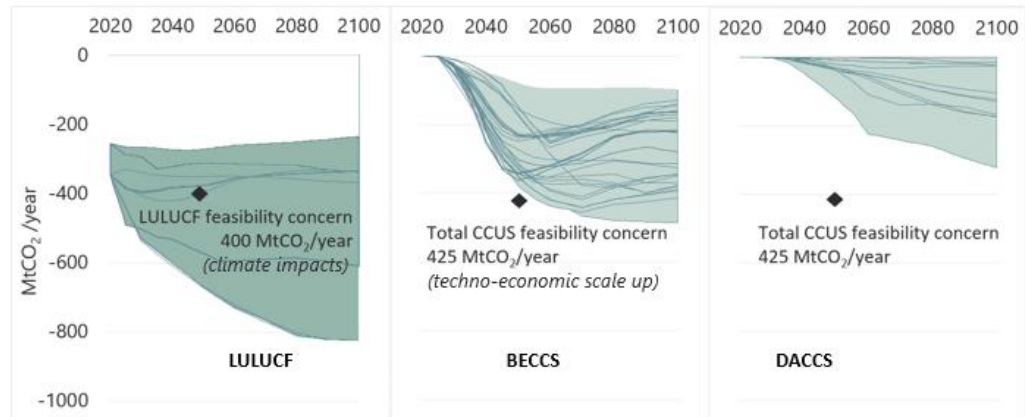 2020 2040 2060 2080 2100
2020 2040 2060 2080 2100
2020 2040 2060 2080 2100
MtCO₂ /year
0
-200
-400
-600
-800
-1000
LULUCF feasibility concern
400 MtCO₂/year
(climate impacts)
LULUCF
Total CCUS feasibility concern
425 MtCO₂/year
(techno-economic scale up)
BECCS
Total CCUS feasibility concern
425 MtCO₂/year
DACCS